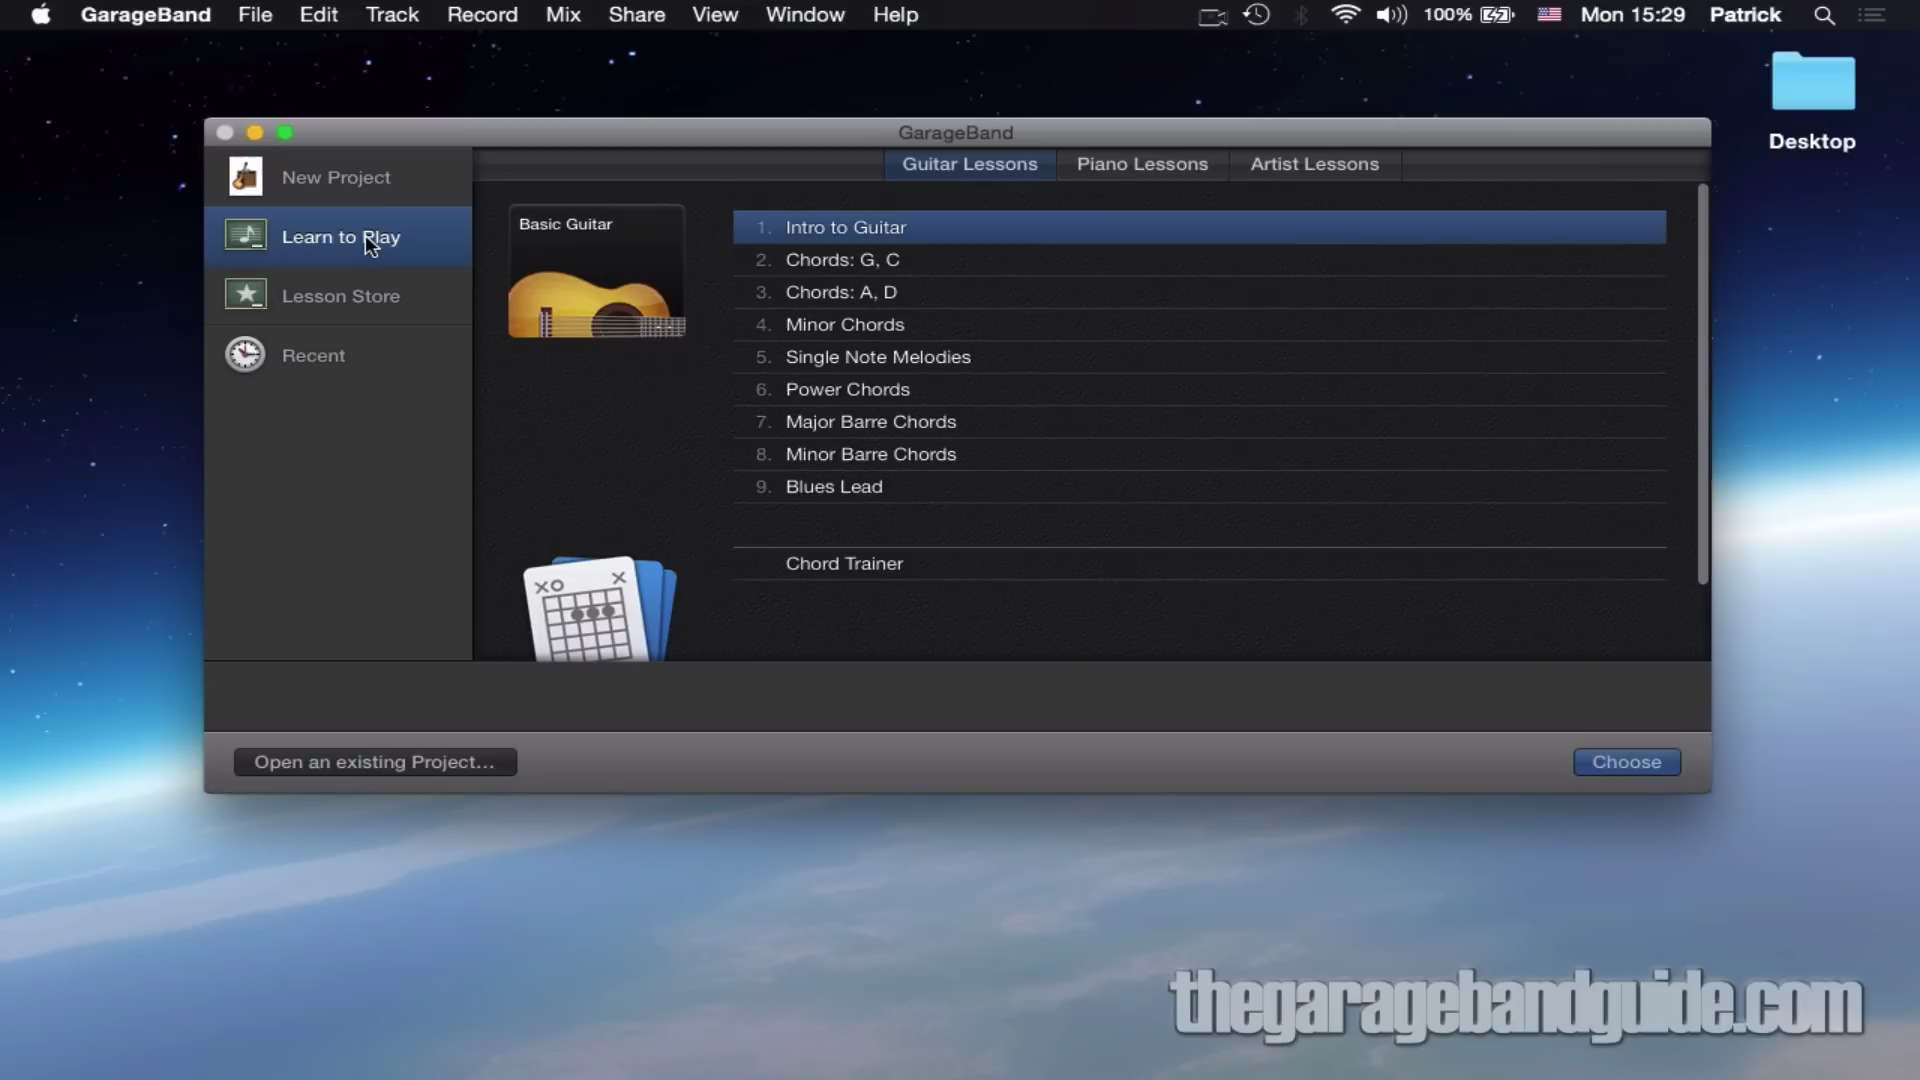 GarageBand File Edit Track Record Mix Share View Window Help 100% Mon 15:29 Patrick
Desktop
GarageBand
New Project
Learn to Play
Lesson Store
Recent
Guitar Lessons Piano Lessons Artist Lessons
Basic Guitar
1. Intro to Guitar
2. Chords: G, C
3. Chords: A, D
4. Minor Chords
5. Single Note Melodies
6. Power Chords
7. Major Barre Chords
8. Minor Barre Chords
9. Blues Lead
Chord Trainer
XO X
Open an existing Project... Choose
thegaragebandguide.com